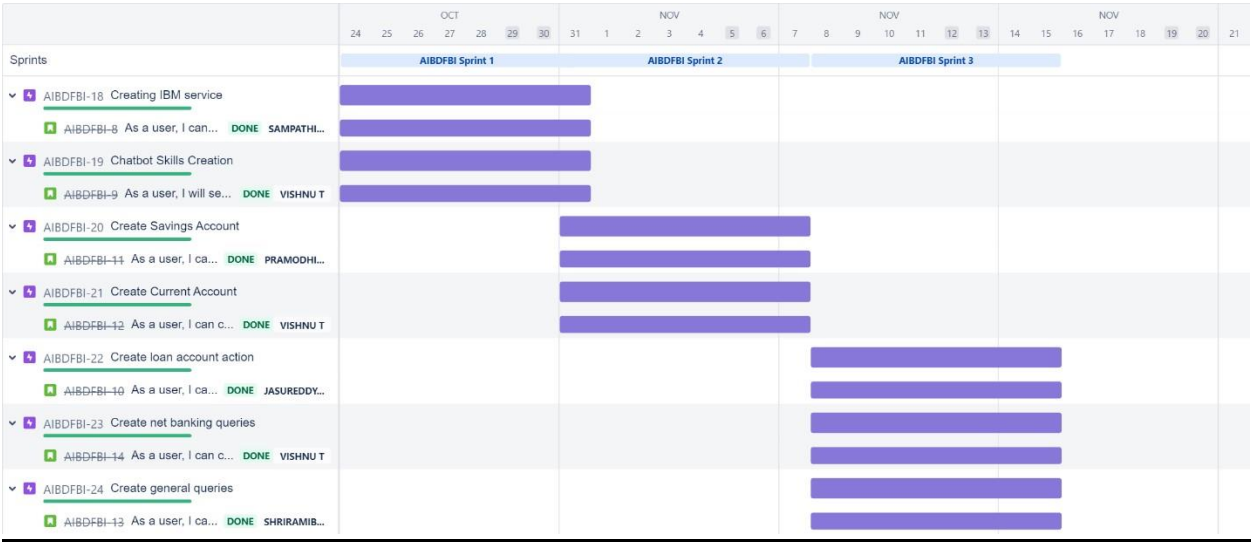 OCT NOV NOV NOV
24 25 26 27 28 29 30 31 1 2 3 4 5 6 7 8 9 10 11 12 13 14 15 16 17 18 19 20 21
Sprints AIBDFBI Sprint 1 AIBDFBI Sprint 2 AIBDFBI Sprint 3
AIBDFBI-18 Creating IBM service
AIBDFBI-8 As a user, I can... DONE SAMPATHI...
AIBDFBI-19 Chatbot Skills Creation
AIBDFBI-9 As a user, I will se... DONE VISHNU T
AIBDFBI-20 Create Savings Account
AIBDFBI-11 As a user, I ca... DONE PRAMODHI...
AIBDFBI-21 Create Current Account
AIBDFBI-12 As a user, I can c... DONE VISHNU T
AIBDFBI-22 Create loan account action
AIBDFBI-10 As a user, I ca... DONE JASUREDDY...
AIBDFBI-23 Create net banking queries
AIBDFBI-14 As a user, I can c... DONE VISHNU T
AIBDFBI-24 Create general queries
AIBDFBI-13 As a user, I ca... DONE SHRIRAMIB...